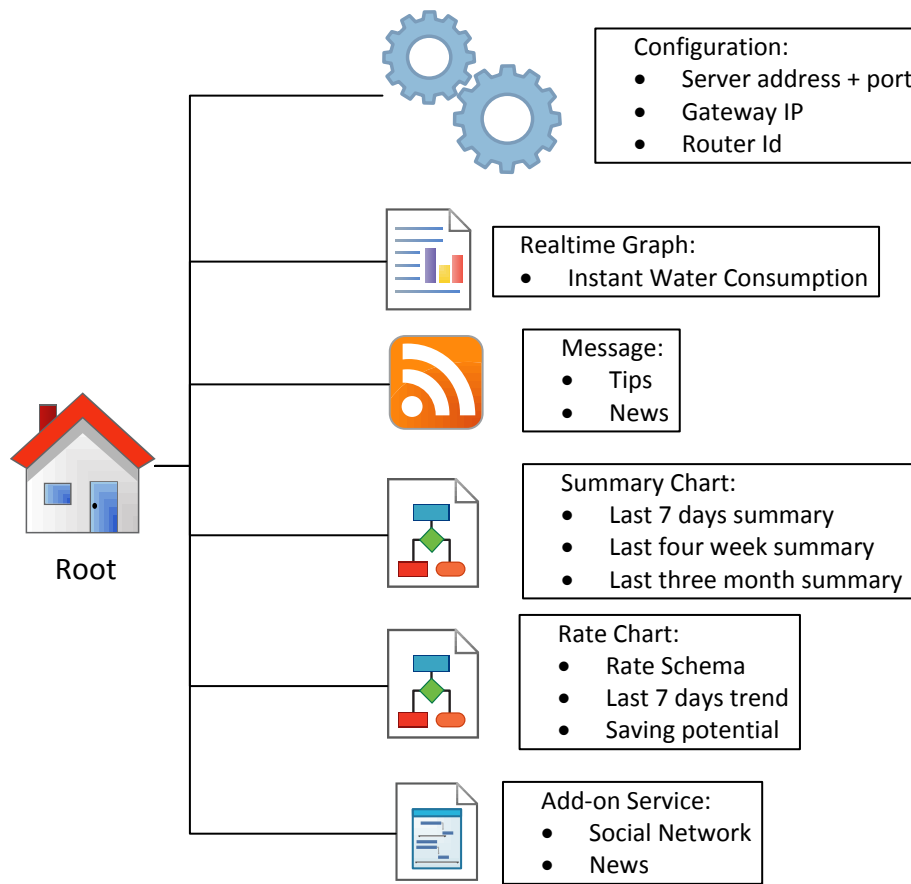 Configuration:
• Server address + port
• Gateway IP
• Router Id
Realtime Graph:
• Instant Water Consumption
Message:
• Tips
• News
Root
Summary Chart:
• Last 7 days summary
• Last four week summary
• Last three month summary
Rate Chart:
• Rate Schema
• Last 7 days trend
• Saving potential
Add-on Service:
• Social Network
• News